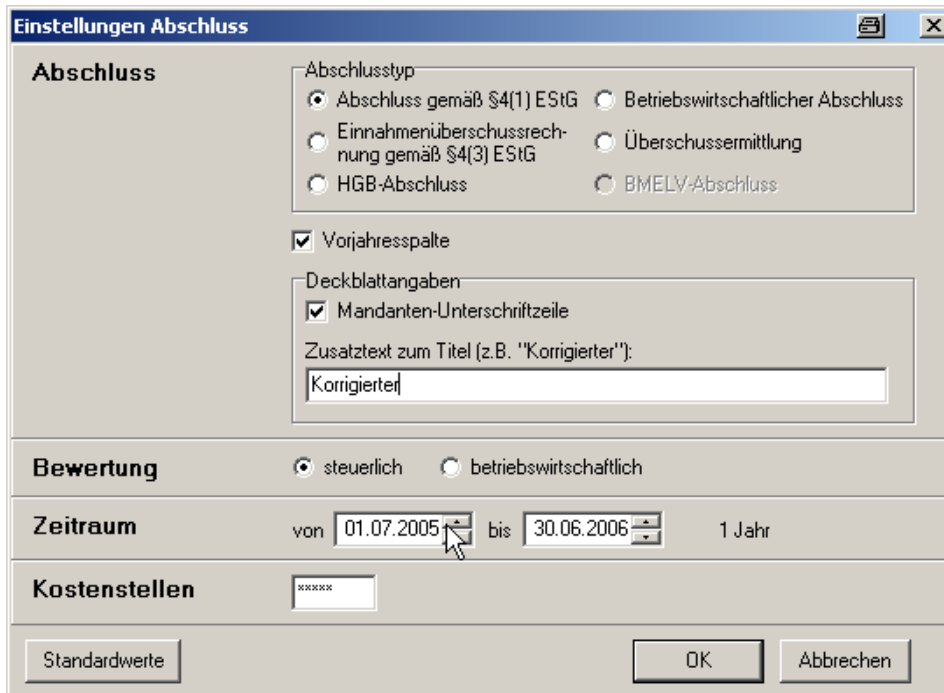 Einstellungen Abschluss
Abschluss
Abschlusstyp
Abschluss gemäß §4(1) EStG
Betriebswirtschaftlicher Abschluss
Einnahmenüberschussrech-
nung gemäß §4(3) EStG
Überschussermittlung
HGB-Abschluss
BMELV-Abschluss
Vorjahresspalte
Deckblattangaben
Mandanten-Unterschriftzeile
Zusatztext zum Titel (z.B. "Korrigierter"):
Korrigierter
Bewertung
steuerlich
betriebswirtschaftlich
Zeitraum
von 01.07.2005 bis 30.06.2006 1 Jahr
Kostenstellen
*****
Standardwerte
OK
Abbrechen